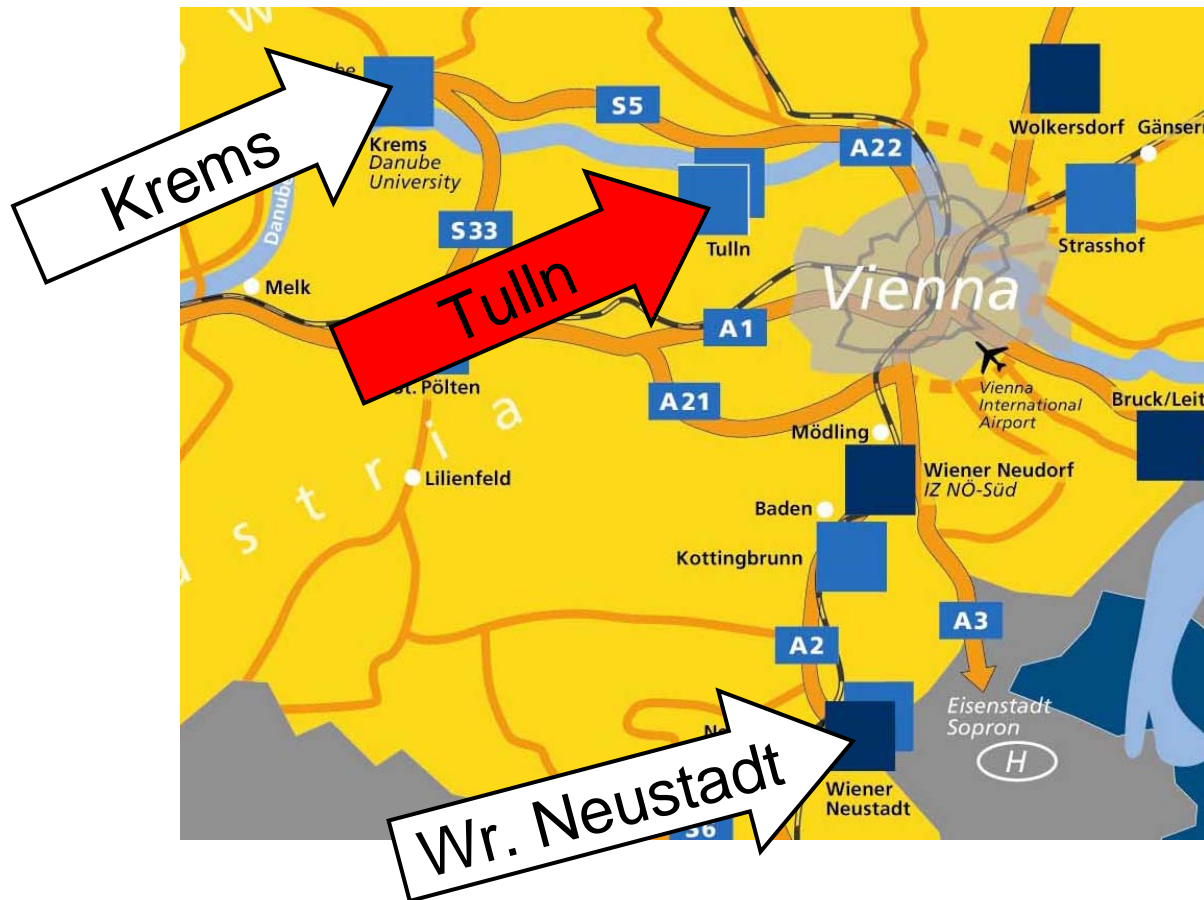 Krems
Krems
Danube
University
S5
A22
Wolkersdorf
Gänsern
S33
Danube
Tulln
Tulln
Strasshof
Melk
Vienna
A1
St. Pölten
A21
Vienna
International
Airport
Bruck/Leit
Mödling
Lilienfeld
Wiener Neudorf
IZ NÖ-Süd
Baden
Kottingbrunn
a s t r i a
A3
A2
Eisenstadt
Sopron
H
Wr. Neustadt
Wiener
Neustadt
S6